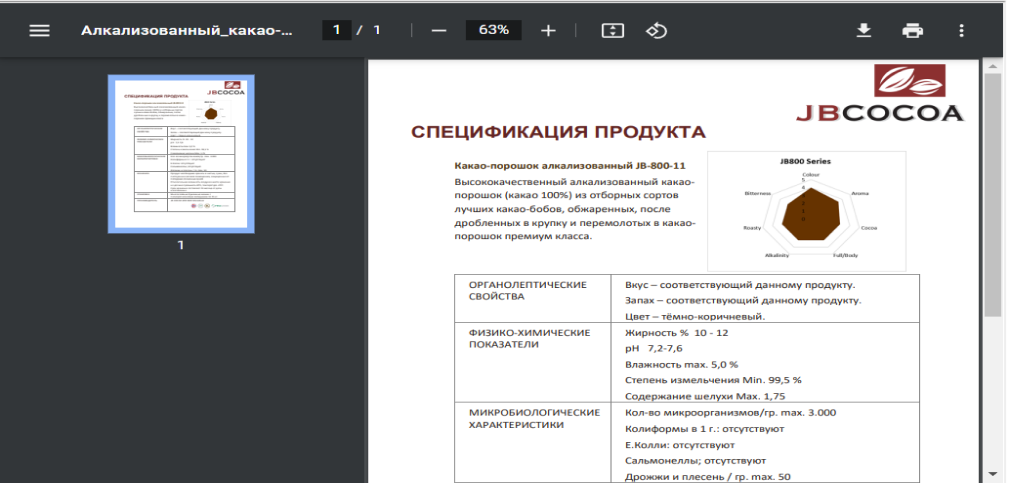 Алкализованный_какао-...
1 / 1
63%
JBCOCOA
СПЕЦИФИКАЦИЯ ПРОДУКТА
Какао-порошок алкализованный JB-800-11
Высококачественный алкализованный какао-
порошок (какао 100%) из отборных сортов
лучших какао-бобов, обжаренных, после
дробленных в крупку и перемолотых в какао-
порошок премиум класса.
JB800 Series
Colour
5
4
Bitterness
Aroma
Roasty
Cocoa
Alkalinity
Full/Body
ОРГАНОЛЕПТИЧЕСКИЕ
СВОЙСТВА
Вкус – соответствующий данному продукту.
Запах – соответствующий данному продукту.
Цвет – тёмно-коричневый.
ФИЗИКО-ХИМИЧЕСКИЕ
ПОКАЗАТЕЛИ
Жирность % 10 - 12
pH 7,2-7,6
Влажность max. 5,0 %
Степень измельчения Min. 99,5 %
Содержание шелухи Max. 1,75
МИКРОБИОЛОГИЧЕСКИЕ
ХАРАКТЕРИСТИКИ
Кол-во микроорганизмов/гр. max. 3.000
Колиформы в 1 г.: отсутствуют
Е.Колли: отсутствуют
Сальмонеллы; отсутствуют
Дрожжи и плесень / гр. max. 50
1